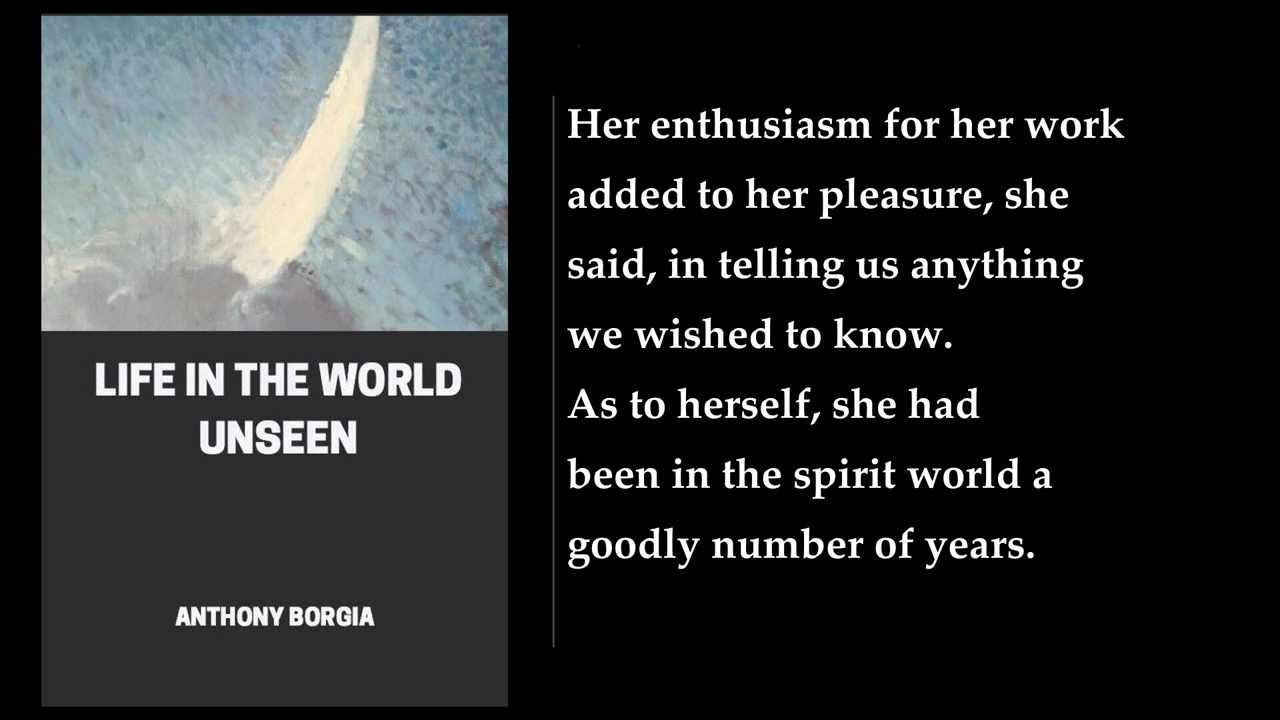 LIFE IN THE WORLD
UNSEEN
ANTHONY BORGIA
Her enthusiasm for her work
added to her pleasure, she
said, in telling us anything
we wished to know.
As to herself, she had
been in the spirit world a
goodly number of years.